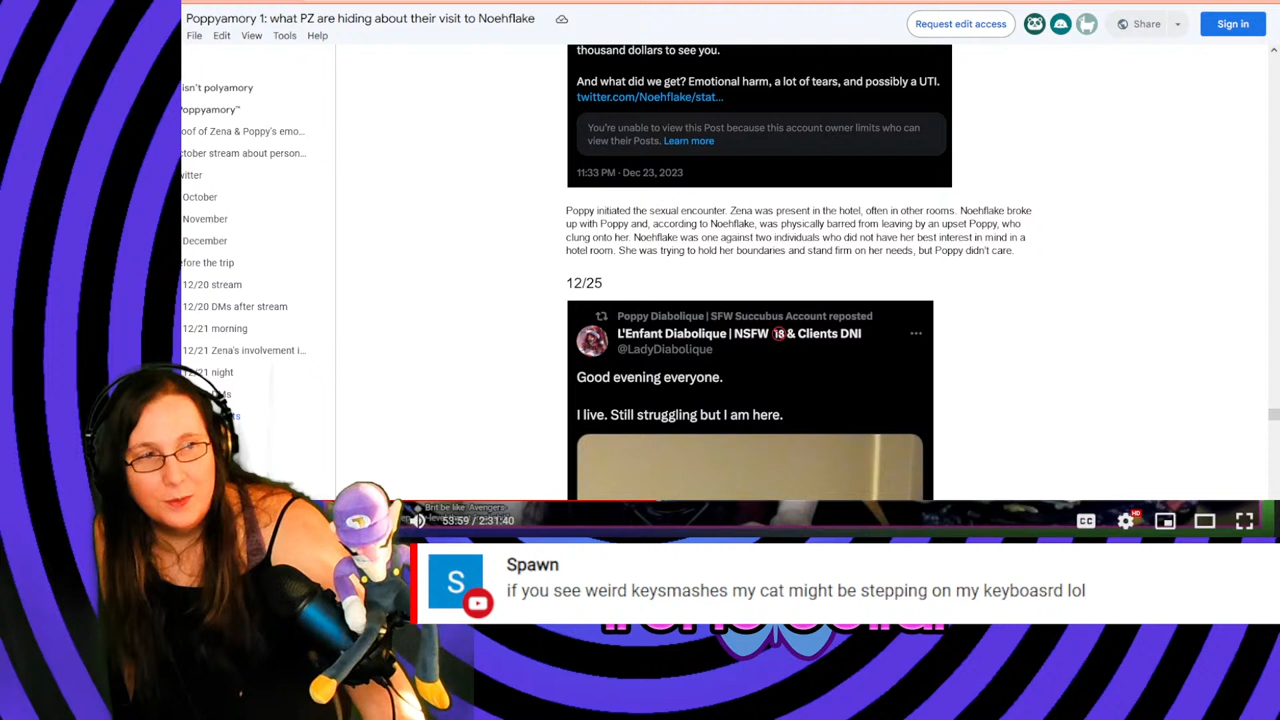 Poppyamory 1: what PZ are hiding about their visit to Noehflake
File Edit View Tools Help
Request edit access
Share
Sign in
isn't polyamory
oppyamory™
oof of Zena & Poppy's emo...
ctober stream about person...
witter
October
November
December
efore the trip
12/20 stream
12/20 DMs after stream
12/21 morning
12/21 Zena's involvement i...
12/21 night
thousand dollars to see you.
And what did we get? Emotional harm, a lot of tears, and possibly a UTI.
twitter.com/Noehflake/stat...
You're unable to view this Post because this account owner limits who can
view their Posts. Learn more
11:33 PM · Dec 23, 2023
Poppy initiated the sexual encounter. Zena was present in the hotel, often in other rooms. Noehflake broke
up with Poppy and, according to Noehflake, was physically barred from leaving by an upset Poppy, who
clung onto her. Noehflake was one against two individuals who did not have her best interest in mind in a
hotel room. She was trying to hold her boundaries and stand firm on her needs, but Poppy didn't care.
12/25
Poppy Diabolique | SFW Succubus Account reposted
L'Enfant Diabolique | NSFW 🔞 & Clients DNI
@LadyDiabolique
Good evening everyone.
I live. Still struggling but I am here.
Brit be like 'Avengers
53:59 / 2:31:40
CC
HD
S
Spawn
if you see weird keysmashes my cat might be stepping on my keyboasrd lol